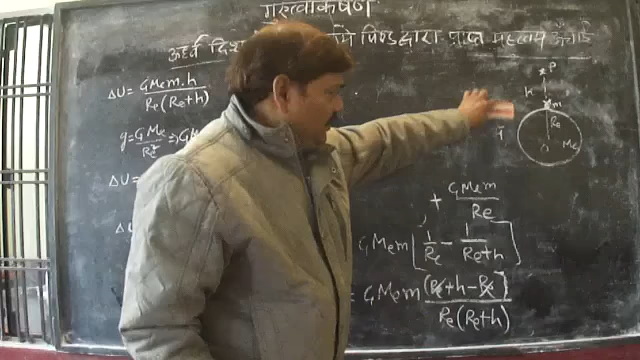 गुरुत्वाकर्षण
ऊर्ध्व पिण्डद्वारा प्राप्त महत्तम ऊंचाई
ΔU = GMem.h / Re(Re+h)
g = GMe / Re² ⇒
ΔU =
P
h
m
Re
Me
+ GMem / Re
GMem [ 1/Re - 1/(Re+h) ]
= GMem (Re+h-Re) / Re(Re+h)